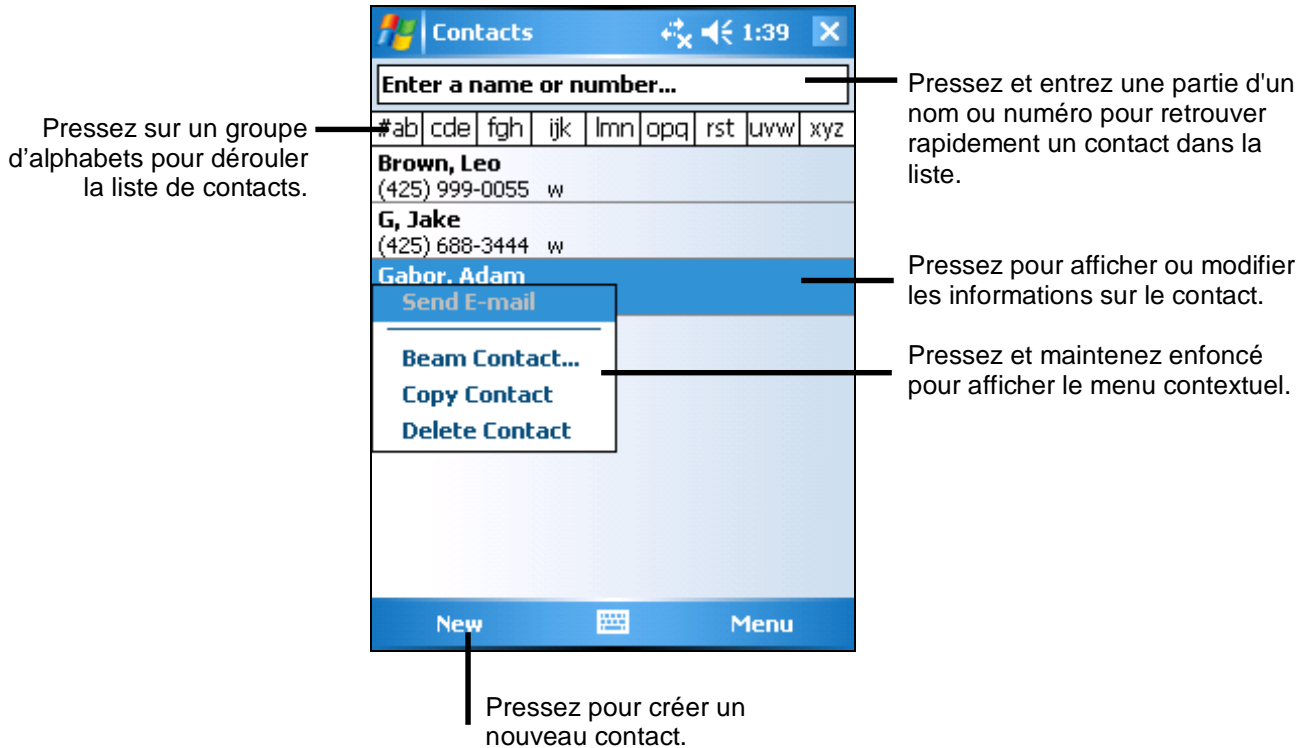 Contacts 1:39
Enter a name or number...
#ab cde fgh ijk lmn opq rst uvw xyz
Brown, Leo
(425) 999-0055 w
G, Jake
(425) 688-3444 w
Gabor, Adam
Send E-mail
Beam Contact...
Copy Contact
Delete Contact
New Menu
Pressez sur un groupe
d’alphabets pour dérouler
la liste de contacts.
Pressez et entrez une partie d'un
nom ou numéro pour retrouver
rapidement un contact dans la
liste.
Pressez pour afficher ou modifier
les informations sur le contact.
Pressez et maintenez enfoncé
pour afficher le menu contextuel.
Pressez pour créer un
nouveau contact.